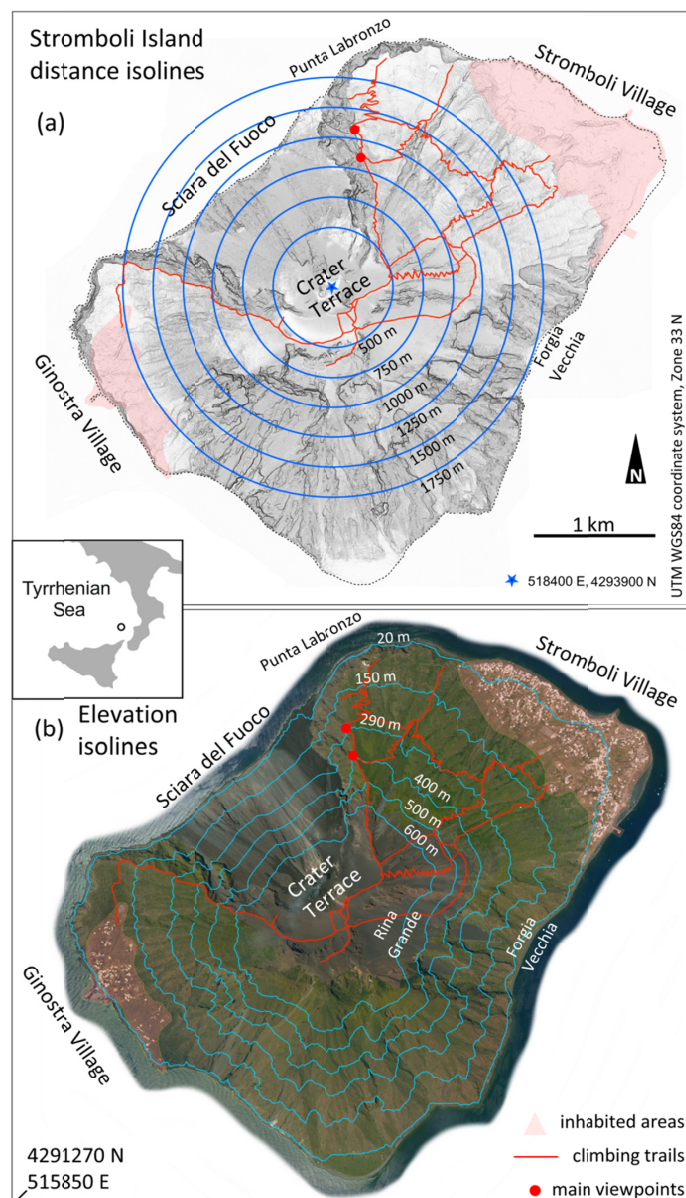 Stromboli Island
distance isolines
(a)
Punta Labronzo
Stromboli Village
Sciara del Fuoco
Crater
Terrace
500 m
750 m
1000 m
1250 m
1500 m
1750 m
Forgia
Vecchia
Ginostra Village
N
1 km
518400 E, 4293900 N
UTM WGS84 coordinate system, Zone 33 N
Tyrrhenian
Sea
(b) Elevation
isolines
Punta Labronzo
20 m
Stromboli Village
150 m
Sciara del Fuoco
290 m
400 m
500 m
600 m
Crater
Terrace
Rina
Grande
Forgia
Vecchia
Ginostra Village
inhabited areas
climbing trails
main viewpoints
4291270 N
515850 E